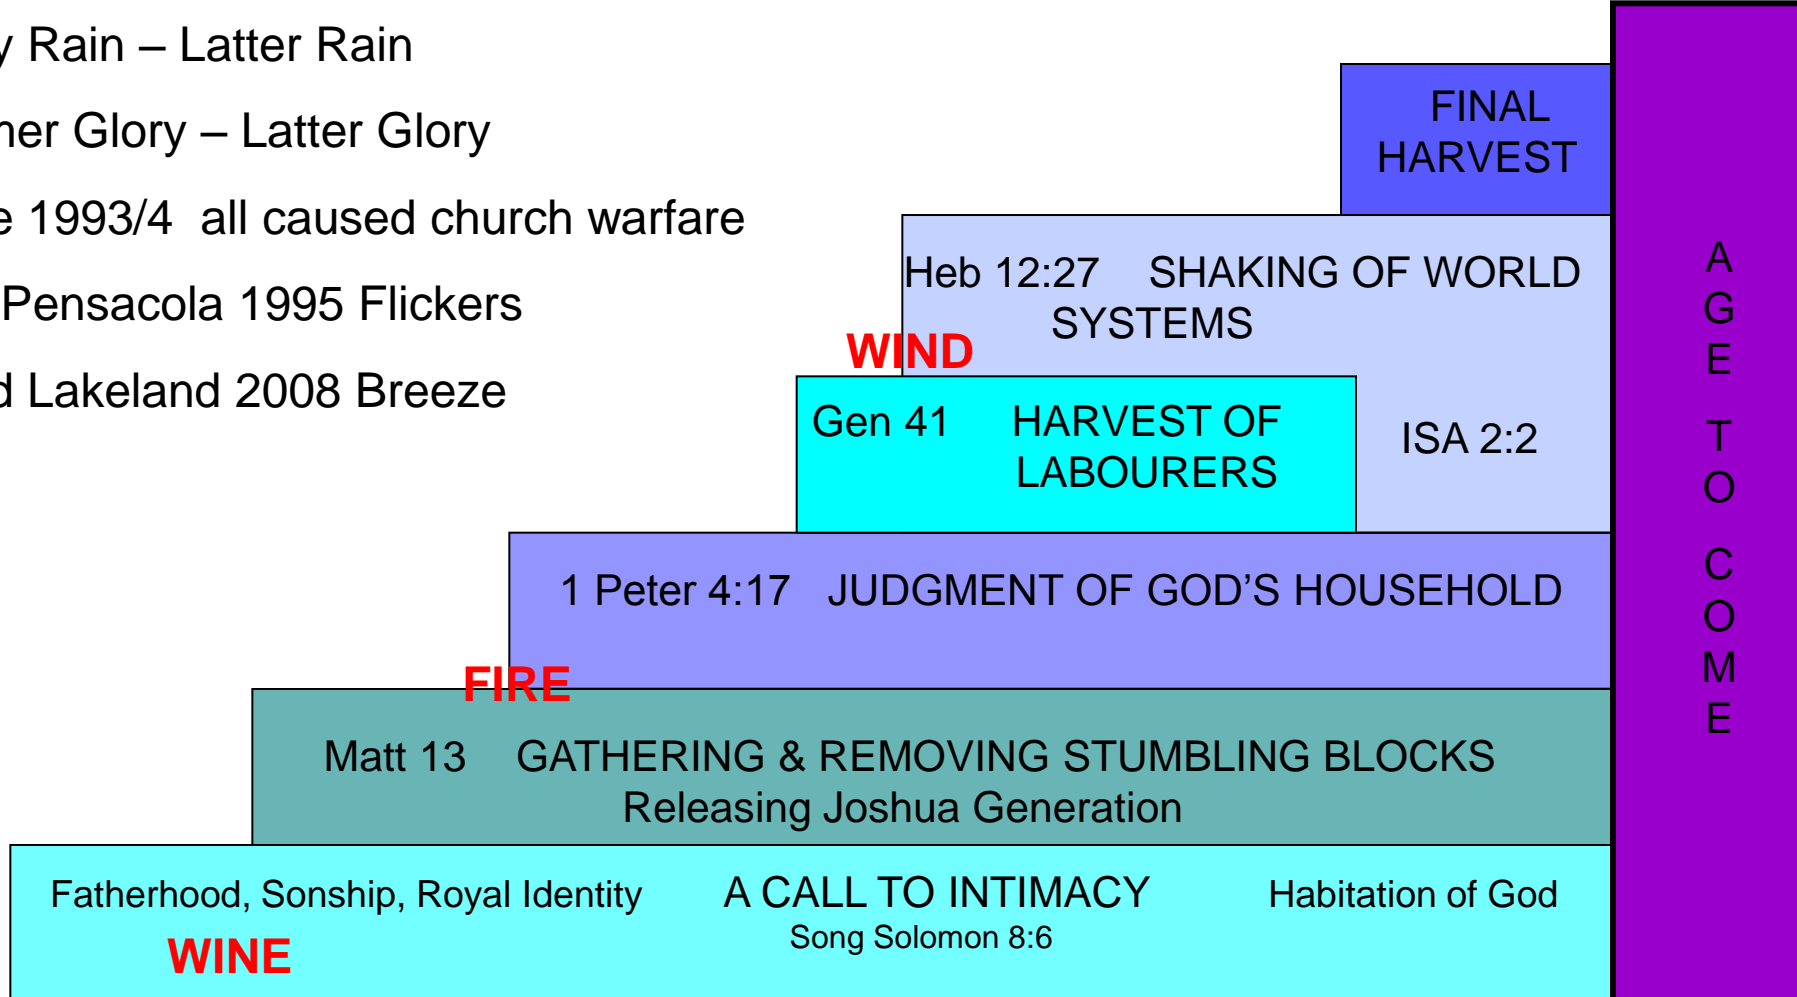 Rain – Latter Rain
Glory – Latter Glory
1993/4 all caused church warfare
Pensacola 1995 Flickers
Lakeland 2008 Breeze
FINAL
HARVEST
Heb 12:27 SHAKING OF WORLD
SYSTEMS
WIND
Gen 41 HARVEST OF
LABOURERS
ISA 2:2
1 Peter 4:17 JUDGMENT OF GOD’S HOUSEHOLD
FIRE
Matt 13 GATHERING & REMOVING STUMBLING BLOCKS
Releasing Joshua Generation
Fatherhood, Sonship, Royal Identity A CALL TO INTIMACY Habitation of God
Song Solomon 8:6
WINE
A
G
E
T
O
C
O
M
E